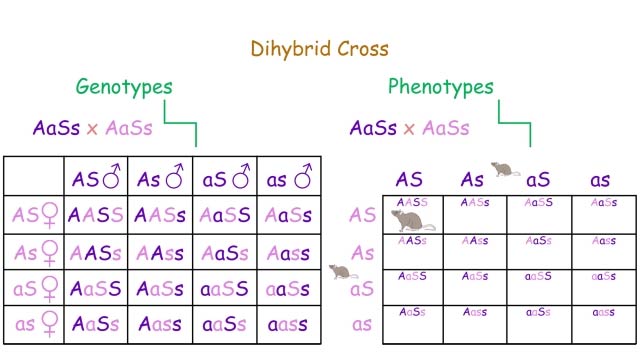 Dihybrid Cross
Genotypes
AaSs x AaSs
AS♂ As♂ aS♂ as♂
AS♀ AASS AASs AaSS AaSs
As♀ AASs AAss AaSs Aass
aS♀ AaSS AaSs aaSS aaSs
as♀ AaSs Aass aaSs aass
Phenotypes
AaSs x AaSs
AS As aS as
AS AASS AASs AaSS AaSs
As AASs AAss AaSs Aass
aS AaSS AaSs aaSS aaSs
as AaSs Aass aaSs aass